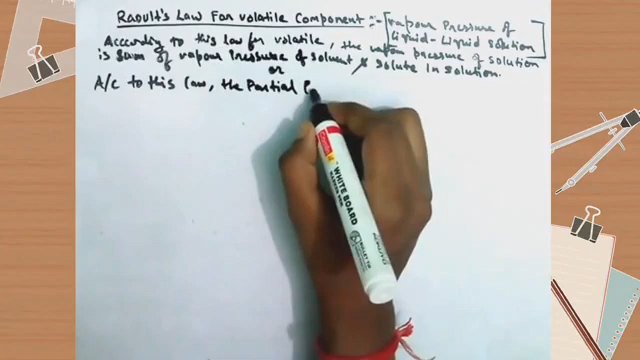 Raoult's Law For volatile Component :- [vapour Pressure of
liquid-liquid solution]
According to this law for volatile, the vapour pressure of solution
is sum of vapour Pressure of solvent & solute in solution.
or
A/c to this law, the Partial P
WHITE BOARD
MARKER PEN